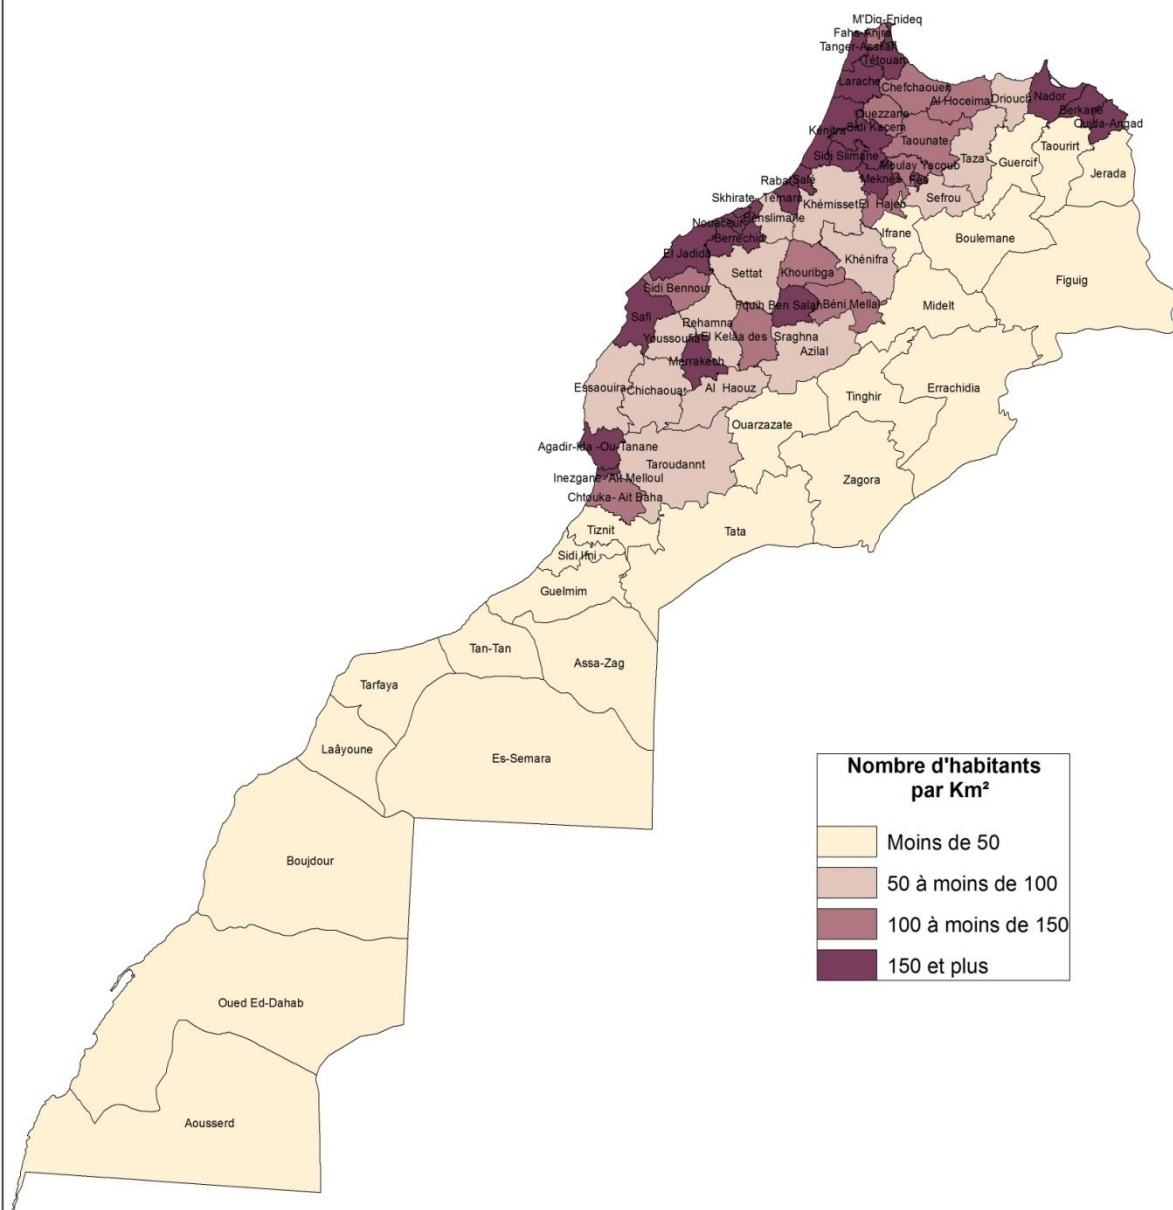 M'Diq-Fnideq
Fahs-Anjra
Tanger-Assilah
Tétouan
Larache
Chefchaouen
Al Hoceima
Driouch
Nador
Berkane
Oujda-Angad
Ouezzane
Kénitra
Sidi Kacem
Taounate
Taourirt
Sidi Slimane
Moulay Yacoub
Taza
Guercif
Jerada
Rabat
Salé
Meknès
Fès
Skhirate- Témara
Khémisset
El Hajeb
Sefrou
Nouaceur
Benslimane
Ifrane
Boulemane
Berrechid
El Jadida
Settat
Khouribga
Khénifra
Figuig
Sidi Bennour
Fquih Ben Salah
Béni Mellal
Midelt
Safi
Rehamna
Youssoufia
El Kelâa des Sraghna
Azilal
Merrakech
Essaouira
Chichaoua
Al Haouz
Tinghir
Errachidia
Ouarzazate
Agadir-Ida -Ou-Tanane
Taroudannt
Inezgane- Ait Melloul
Zagora
Chtouka- Ait Baha
Tiznit
Tata
Sidi Ifni
Guelmim
Tan-Tan
Assa-Zag
Tarfaya
Laâyoune
Es-Semara
Boujdour
Oued Ed-Dahab
Aousserd
Nombre d'habitants
par Km²
Moins de 50
50 à moins de 100
100 à moins de 150
150 et plus